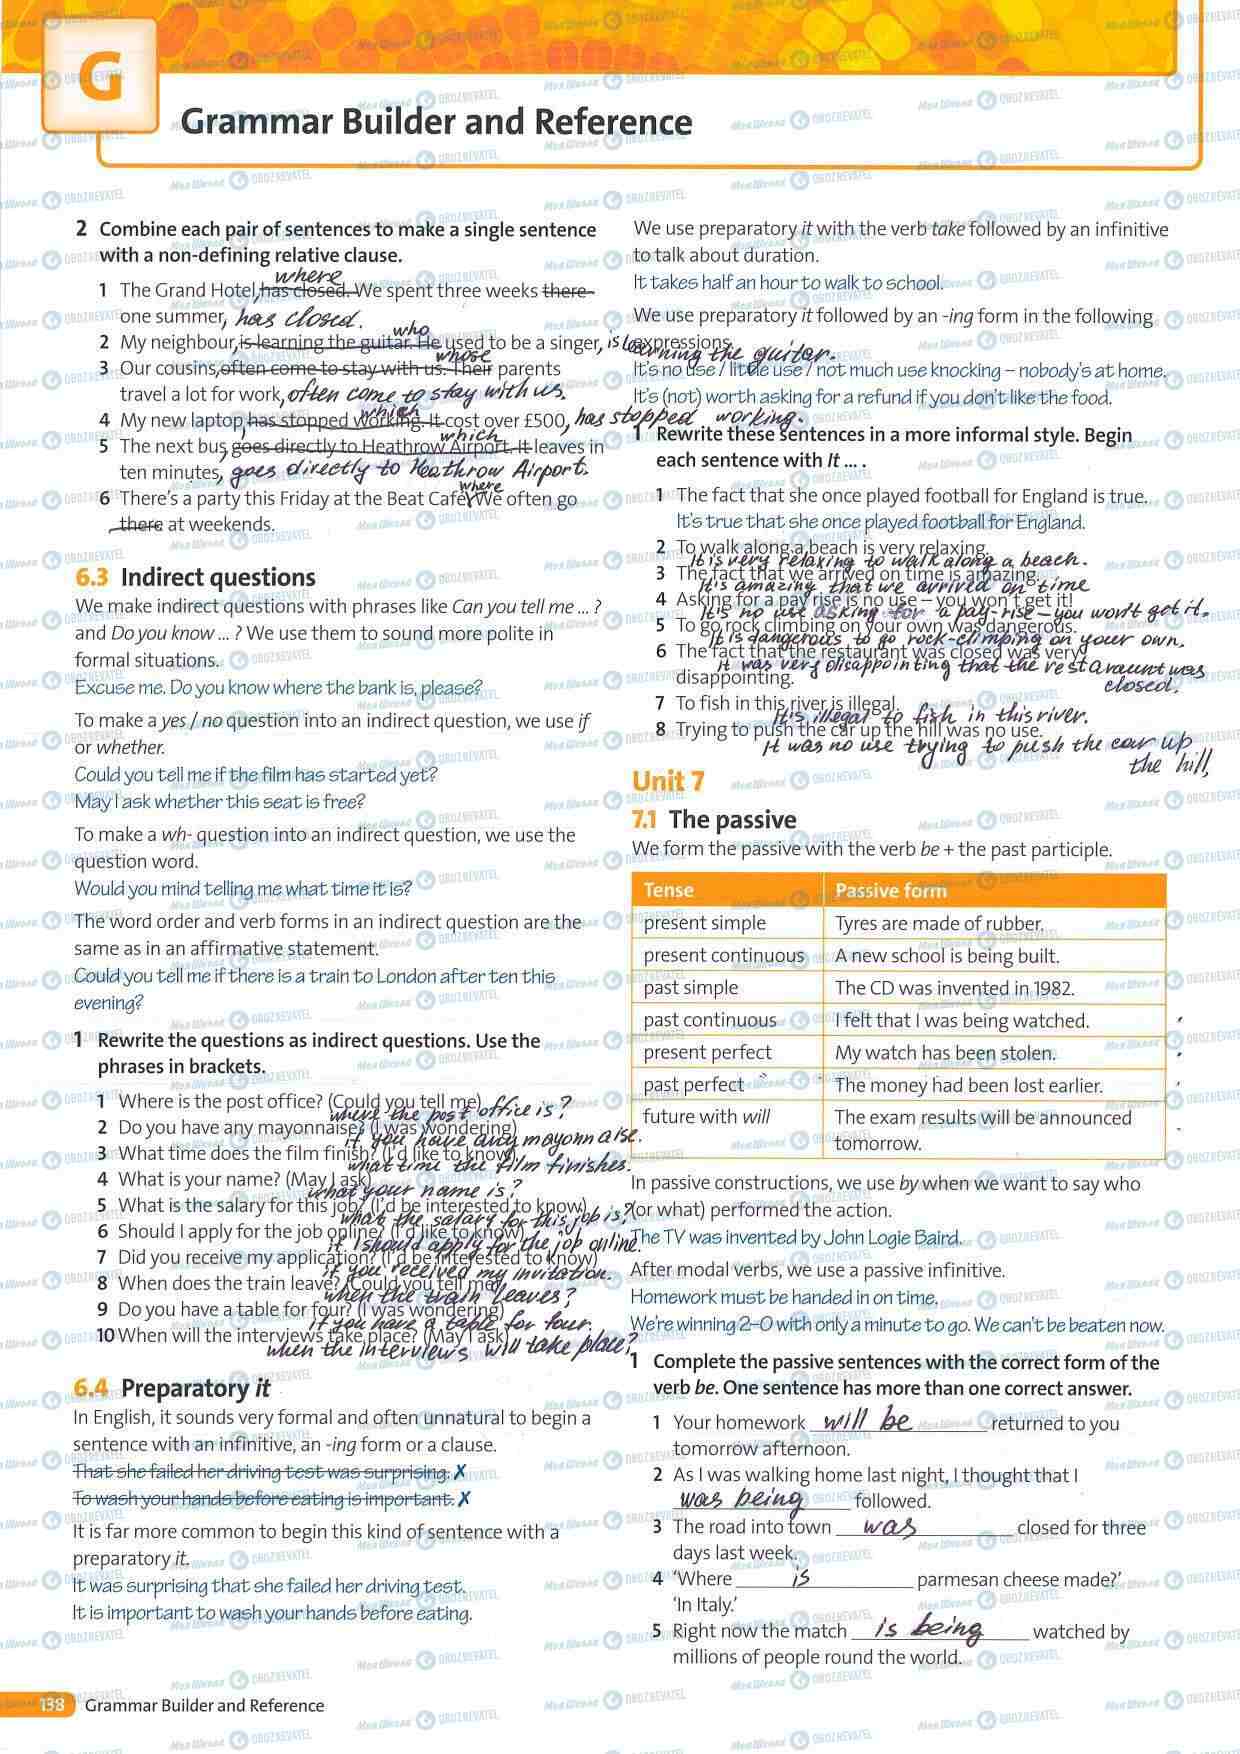 G
Grammar Builder and Reference
2 Combine each pair of sentences to make a single sentence
with a non-defining relative clause.
where
1 The Grand Hotel, has closed. We spent three weeks there
one summer, has closed.
who
2 My neighbour, is learning the guitar. He used to be a singer, is learning the guitar.
whose
3 Our cousins, often come to stay with us. Their parents
travel a lot for work, often come to stay with us.
which
4 My new laptop, has stopped working. It cost over £500, has stopped working.
which
5 The next bus, goes directly to Heathrow Airport. It leaves in
ten minutes, goes directly to Heathrow Airport.
where
6 There's a party this Friday at the Beat Café. We often go
there at weekends.
6.3 Indirect questions
We make indirect questions with phrases like Can you tell me ... ?
and Do you know ... ? We use them to sound more polite in
formal situations.
Excuse me. Do you know where the bank is, please?
To make a yes / no question into an indirect question, we use if
or whether.
Could you tell me if the film has started yet?
May I ask whether this seat is free?
To make a wh- question into an indirect question, we use the
question word.
Would you mind telling me what time it is?
The word order and verb forms in an indirect question are the
same as in an affirmative statement.
Could you tell me if there is a train to London after ten this
evening?
1 Rewrite the questions as indirect questions. Use the
phrases in brackets.
1 Where is the post office? (Could you tell me)
where the post office is?
2 Do you have any mayonnaise? (I was wondering)
if you have any mayonnaise.
3 What time does the film finish? (I'd like to know)
what time the film finishes.
4 What is your name? (May I ask)
what your name is?
5 What is the salary for this job? (I'd be interested to know)
what the salary for this job is?
6 Should I apply for the job online? (I'd like to know)
if I should apply for the job online.
7 Did you receive my application? (I'd be interested to know)
if you received my invitation.
8 When does the train leave? (Could you tell me)
when the train leaves?
9 Do you have a table for four? (I was wondering)
if you have a table for four.
10 When will the interviews take place? (May I ask)
when the interviews will take place?
6.4 Preparatory it
In English, it sounds very formal and often unnatural to begin a
sentence with an infinitive, an -ing form or a clause.
That she failed her driving test was surprising. ✗
To wash your hands before eating is important. ✗
It is far more common to begin this kind of sentence with a
preparatory it.
It was surprising that she failed her driving test.
It is important to wash your hands before eating.
We use preparatory it with the verb take followed by an infinitive
to talk about duration.
It takes half an hour to walk to school.
We use preparatory it followed by an -ing form in the following
expressions.
It's no use / little use / not much use knocking – nobody's at home.
It's (not) worth asking for a refund if you don't like the food.
1 Rewrite these sentences in a more informal style. Begin
each sentence with It ... .
1 The fact that she once played football for England is true.
It's true that she once played football for England.
2 To walk along a beach is very relaxing.
It is very relaxing to walk along a beach.
3 The fact that we arrived on time is amazing.
It's amazing that we arrived on time
4 Asking for a pay rise is no use – you won't get it!
It's no use asking for a pay-rise – you won't get it.
5 To go rock climbing on your own was dangerous.
It is dangerous to go rock-climbing on your own.
6 The fact that the restaurant was closed was very
disappointing.
It was very disappointing that the restaraunt was
closed.
7 To fish in this river is illegal.
It's illegal to fish in this river.
8 Trying to push the car up the hill was no use.
It was no use trying to push the car up
the hill,
Unit 7
7.1 The passive
We form the passive with the verb be + the past participle.
Tense Passive form
present simple Tyres are made of rubber.
present continuous A new school is being built.
past simple The CD was invented in 1982.
past continuous I felt that I was being watched.
present perfect My watch has been stolen.
past perfect The money had been lost earlier.
future with will The exam results will be announced
tomorrow.
In passive constructions, we use by when we want to say who
(or what) performed the action.
The TV was invented by John Logie Baird.
After modal verbs, we use a passive infinitive.
Homework must be handed in on time.
We're winning 2–0 with only a minute to go. We can't be beaten now.
1 Complete the passive sentences with the correct form of the
verb be. One sentence has more than one correct answer.
1 Your homework will be returned to you
tomorrow afternoon.
2 As I was walking home last night, I thought that I
was being followed.
3 The road into town was closed for three
days last week.
4 'Where is parmesan cheese made?'
'In Italy.'
5 Right now the match is being watched by
millions of people round the world.
138 Grammar Builder and Reference